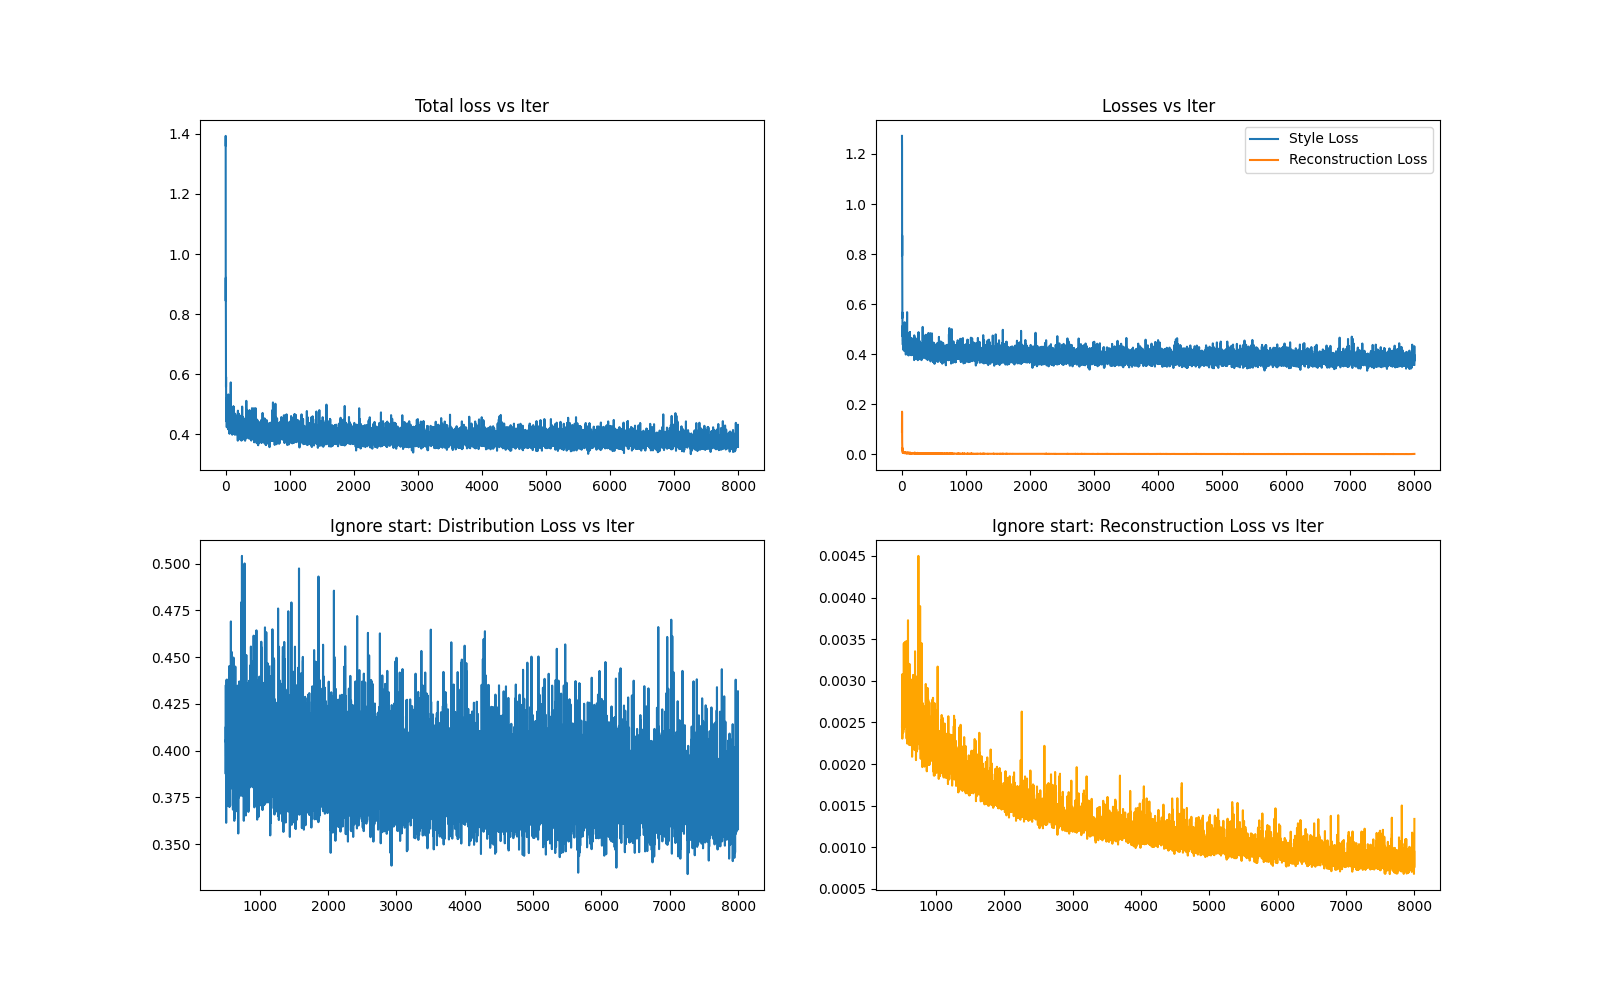 Total loss vs Iter
1.4
1.2
1.0
0.8
0.6
0.4
0 1000 2000 3000 4000 5000 6000 7000 8000
Losses vs Iter
Style Loss
Reconstruction Loss
1.2
1.0
0.8
0.6
0.4
0.2
0.0
0 1000 2000 3000 4000 5000 6000 7000 8000
Ignore start: Distribution Loss vs Iter
0.500
0.475
0.450
0.425
0.400
0.375
0.350
1000 2000 3000 4000 5000 6000 7000 8000
Ignore start: Reconstruction Loss vs Iter
0.0045
0.0040
0.0035
0.0030
0.0025
0.0020
0.0015
0.0010
0.0005
1000 2000 3000 4000 5000 6000 7000 8000